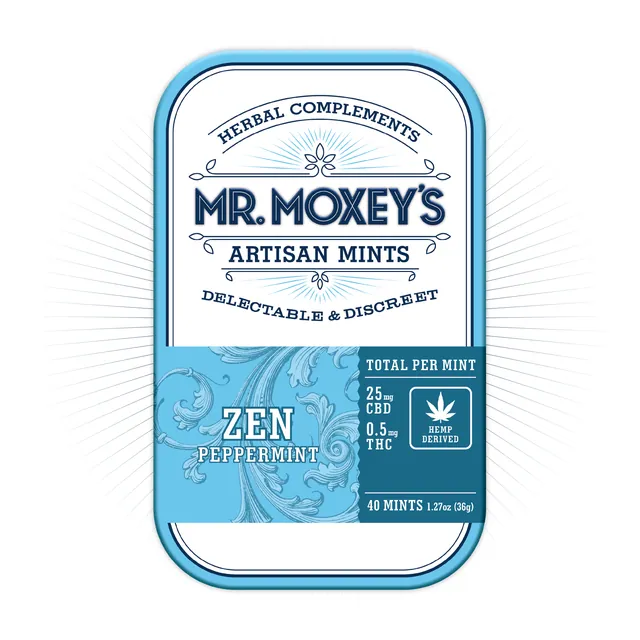 HERBAL COMPLEMENTS
MR. MOXEY'S
ARTISAN MINTS
DELECTABLE & DISCREET
ZEN
PEPPERMINT
TOTAL PER MINT
25mg
CBD
0.5mg
THC
HEMP
DERIVED
40 MINTS 1.27oz (36g)